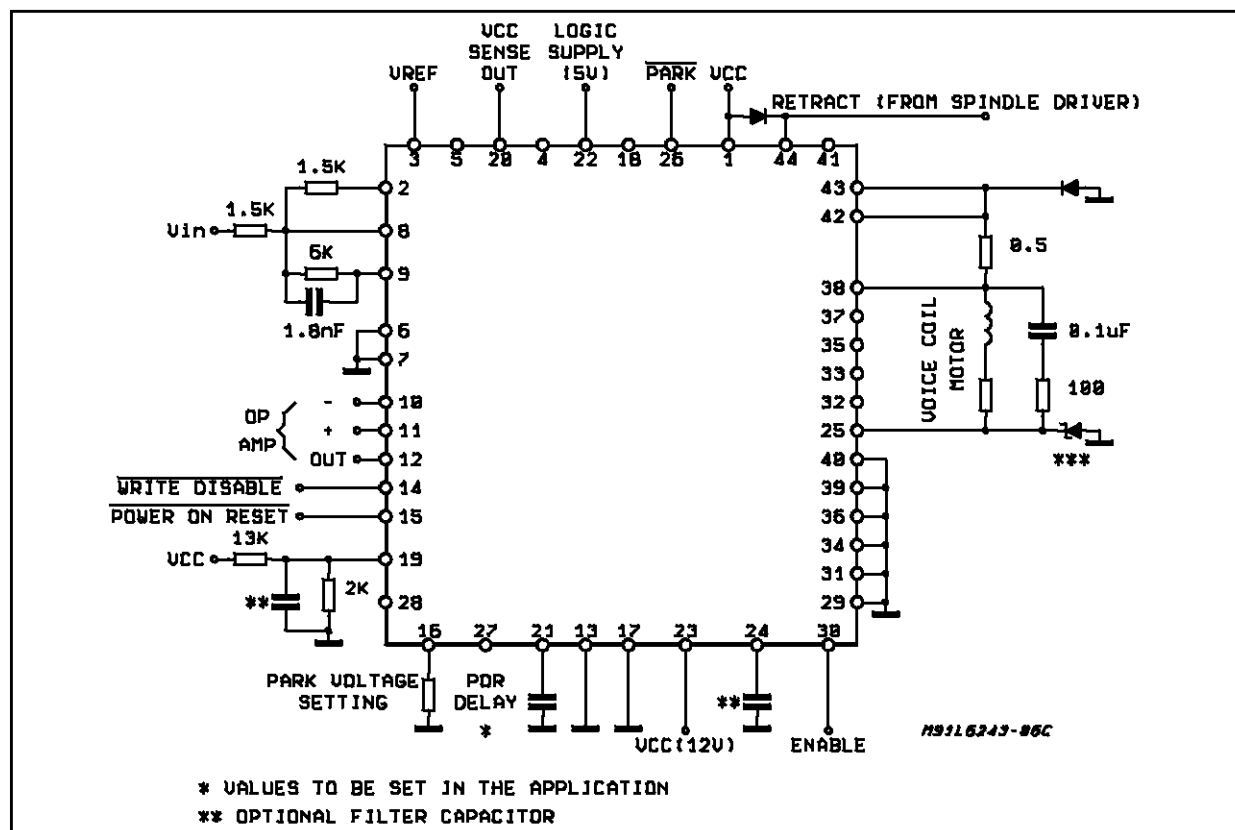 VCC LOGIC
SENSE SUPPLY
VREF OUT (5V) PARK VCC
RETRACT (FROM SPINDLE DRIVER)
3 5 20 4 22 18 26 1 44 41
1.5K
2
43
1.5K
42
Vin
8
0.5
6K
9
38
1.8nF
37
6
0.1uF
35
7
VOICE COIL
MOTOR
33
100
- 10
32
OP
AMP
+ 11
25
OUT 12
***
40
WRITE DISABLE 14
39
POWER ON RESET 15
36
13K
VCC
19
34
2K
**
31
28
29
16 27 21 13 17 23 24 30
PARK VOLTAGE
SETTING
POR
DELAY
*
**
VCC(12V)
ENABLE
M91L6243-06C
* VALUES TO BE SET IN THE APPLICATION
** OPTIONAL FILTER CAPACITOR